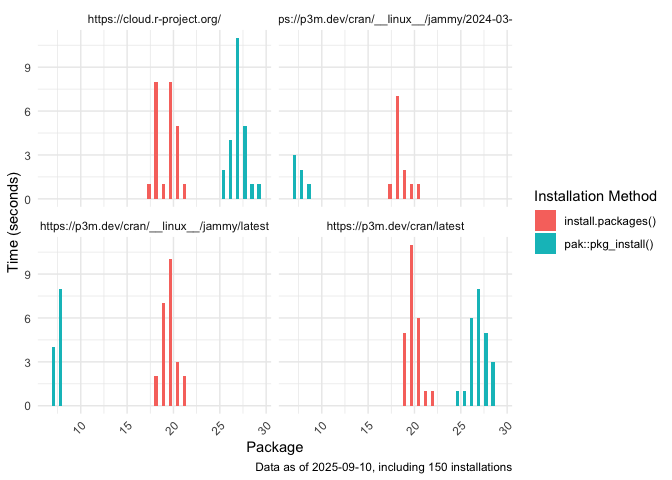 https://cloud.r-project.org/
ps://p3m.dev/cran/__linux__/jammy/2024-03-
9
6
3
0
https://p3m.dev/cran/__linux__/jammy/latest
https://p3m.dev/cran/latest
9
6
3
0
10
15
20
25
30
10
15
20
25
30
Time (seconds)
Package
Installation Method
install.packages()
pak::pkg_install()
Data as of 2025-09-10, including 150 installations